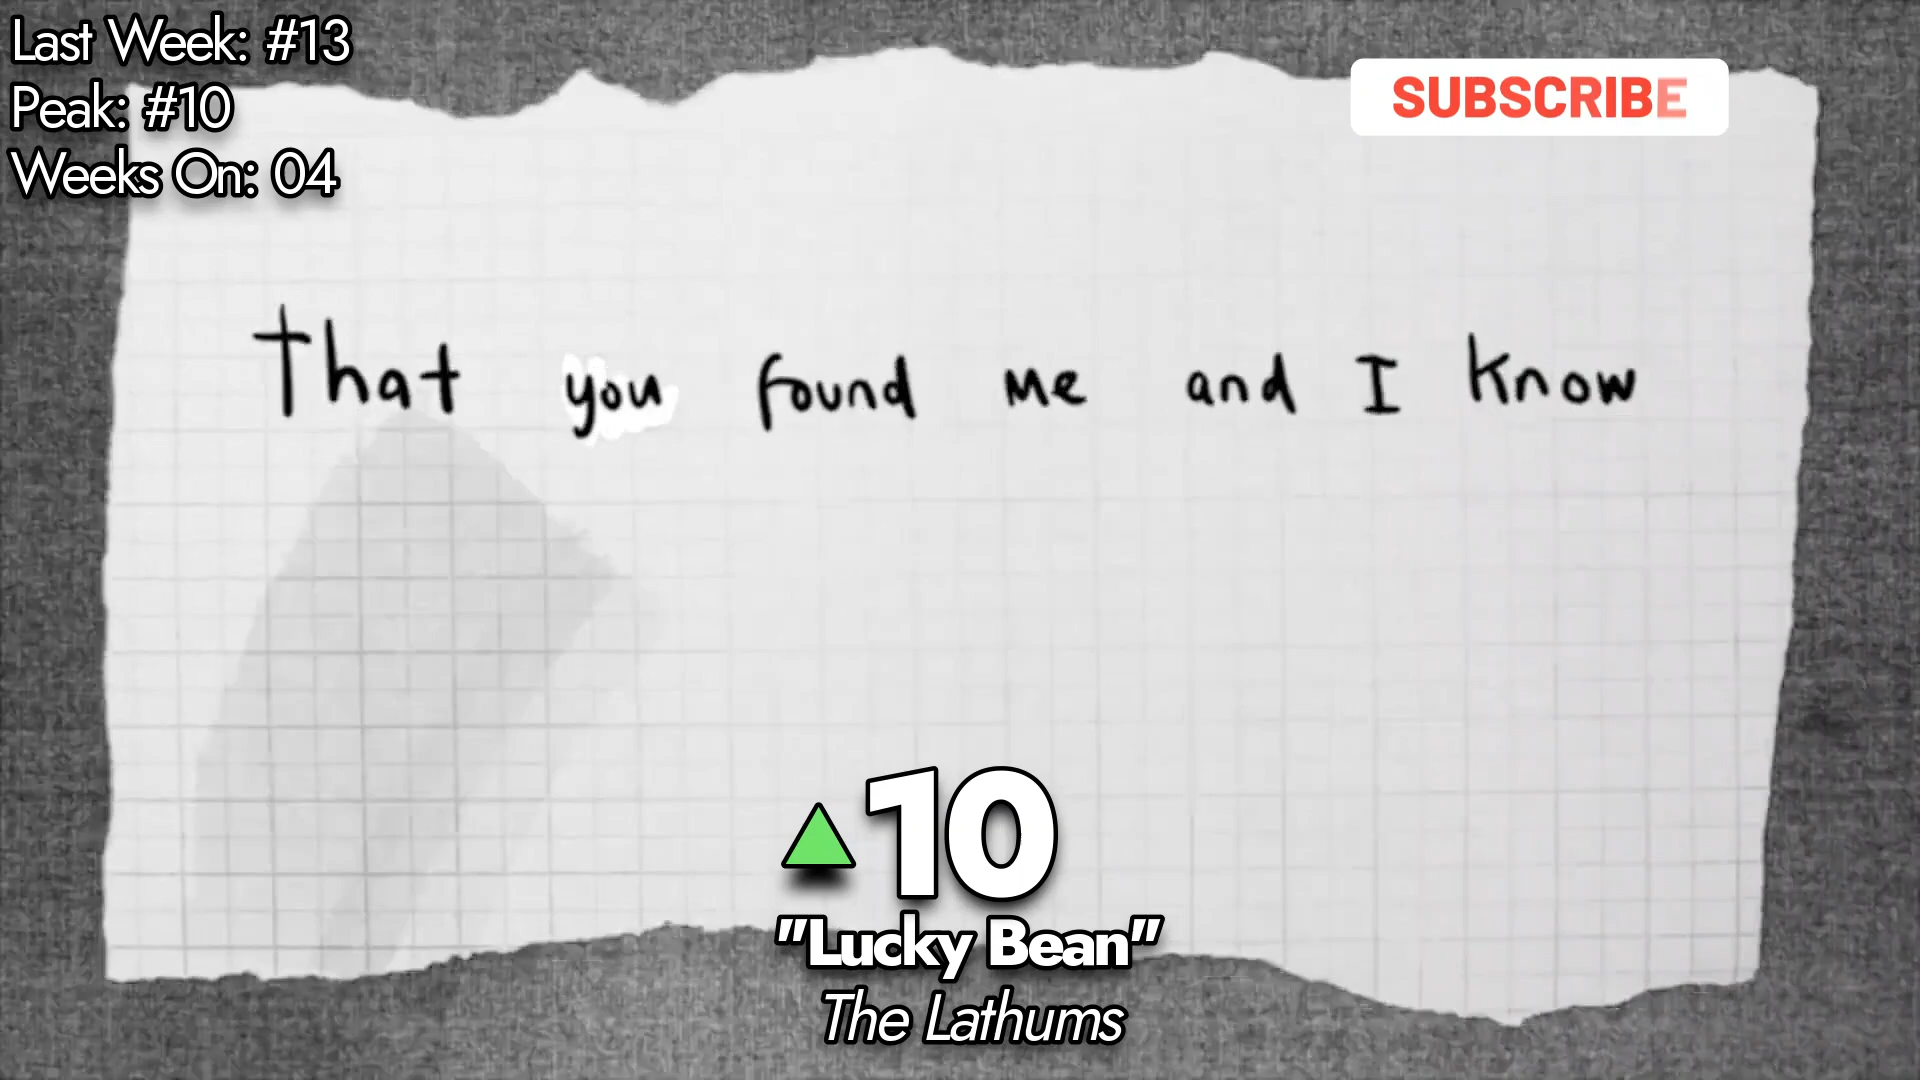 Last Week: #13
Peak: #10
Weeks On: 04
SUBSCRIBE
That you found me and I know
10
"Lucky Bean"
The Lathums